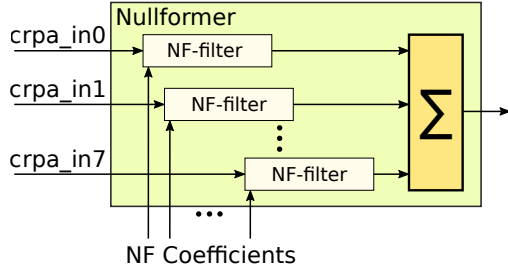 Nullformer
crpa_in0
NF-filter
crpa_in1
NF-filter
Σ
crpa_in7
NF-filter
NF Coefficients